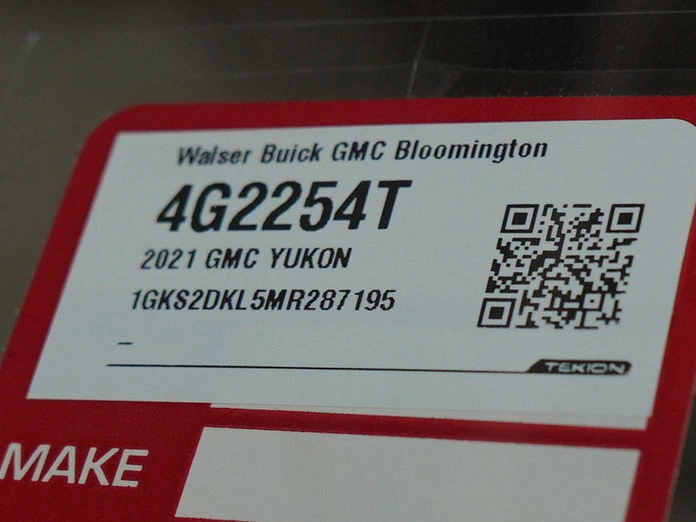 Walser Buick GMC Bloomington
4G2254T
2021 GMC YUKON
1GKS2DKL5MR287195
–
TEKION
MAKE